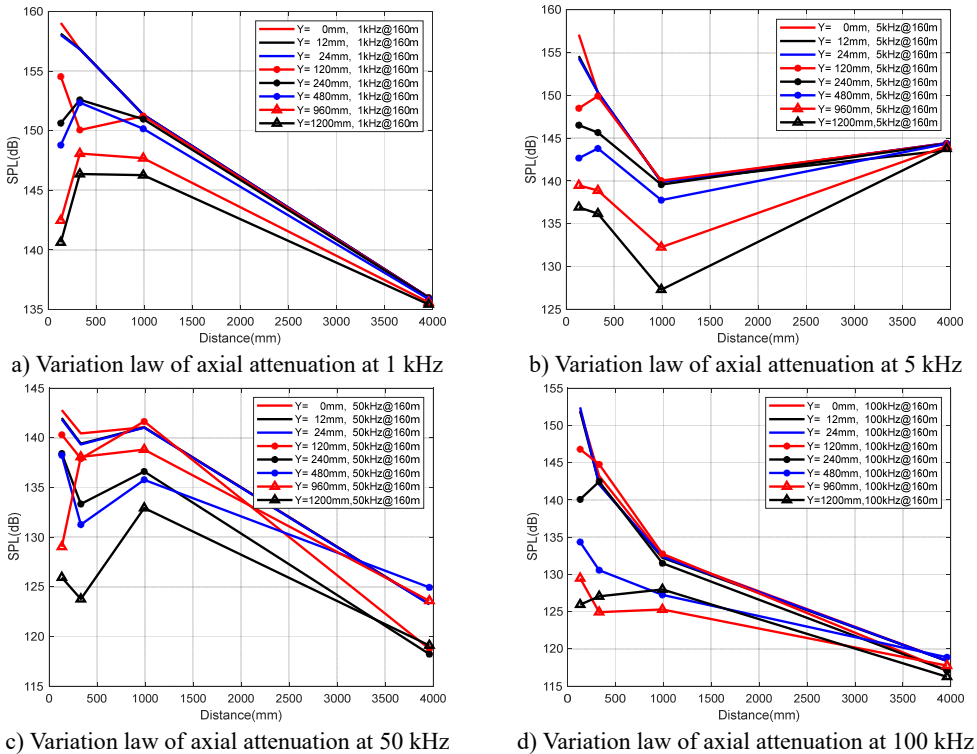 a)
160
155
150
145
140
135
SPL(dB)
0 500 1000 1500 2000 2500 3000 3500 4000
Distance(mm)
Y= 0mm, 1kHz@160m
Y= 12mm, 1kHz@160m
Y= 24mm, 1kHz@160m
Y= 120mm, 1kHz@160m
Y= 240mm, 1kHz@160m
Y= 480mm, 1kHz@160m
Y= 960mm, 1kHz@160m
Y= 1200mm, 1kHz@160m
a) Variation law of axial attenuation at 1 kHz
160
155
150
145
140
135
130
125
SPL(dB)
0 500 1000 1500 2000 2500 3000 3500 4000
Distance(mm)
Y= 0mm, 5kHz@160m
Y= 12mm, 5kHz@160m
Y= 24mm, 5kHz@160m
Y= 120mm, 5kHz@160m
Y= 240mm, 5kHz@160m
Y= 480mm, 5kHz@160m
Y= 960mm, 5kHz@160m
Y=1200mm,5kHz@160m
b) Variation law of axial attenuation at 5 kHz
145
140
135
130
125
120
115
SPL(dB)
0 500 1000 1500 2000 2500 3000 3500 4000
Distance(mm)
Y= 0mm, 50kHz@160m
Y= 12mm, 50kHz@160m
Y= 24mm, 50kHz@160m
Y= 120mm, 50kHz@160m
Y= 240mm, 50kHz@160m
Y= 480mm, 50kHz@160m
Y= 960mm, 50kHz@160m
Y=1200mm, 50kHz@160m
c) Variation law of axial attenuation at 50 kHz
155
150
145
140
135
130
125
120
115
SPL(dB)
0 500 1000 1500 2000 2500 3000 3500 4000
Distance(mm)
Y= 0mm, 100kHz@160m
Y= 12mm, 100kHz@160m
Y= 24mm, 100kHz@160m
Y= 120mm, 100kHz@160m
Y= 240mm, 100kHz@160m
Y= 480mm, 100kHz@160m
Y= 960mm, 100kHz@160m
Y=1200mm,100kHz@160m
d) Variation law of axial attenuation at 100 kHz